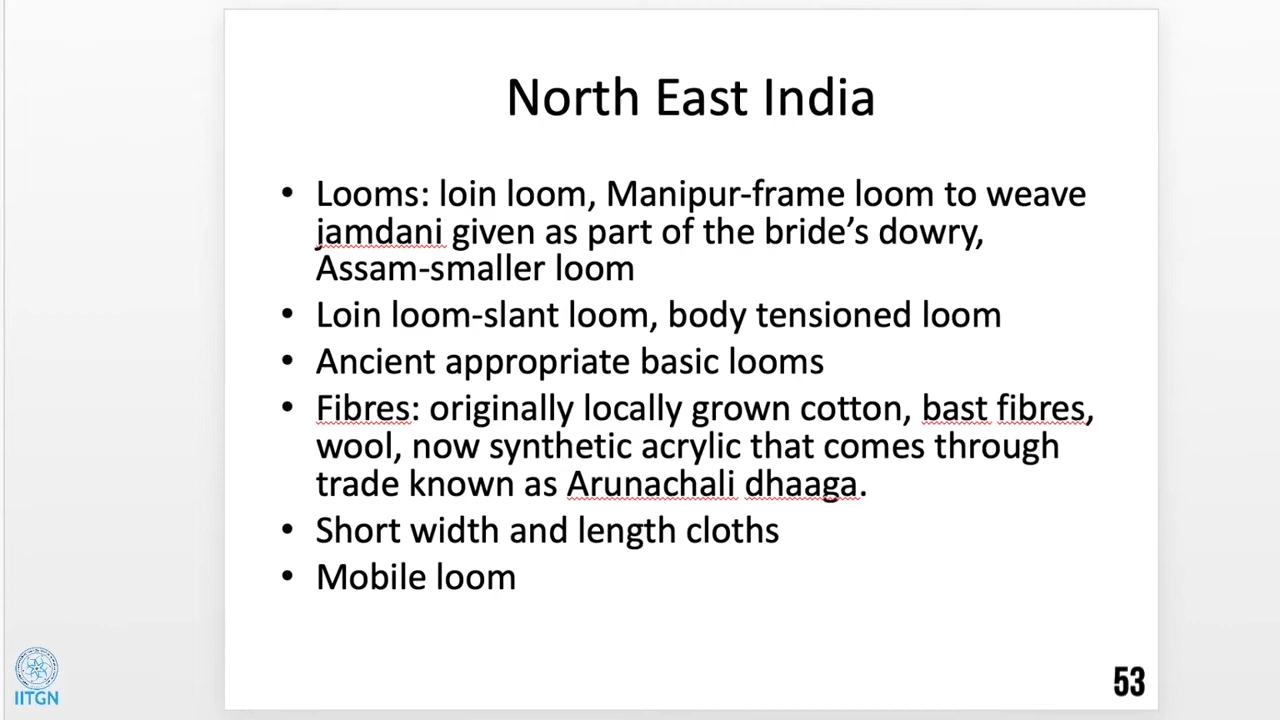 North East India
• Looms: loin loom, Manipur-frame loom to weave
jamdani given as part of the bride’s dowry,
Assam-smaller loom
• Loin loom-slant loom, body tensioned loom
• Ancient appropriate basic looms
• Fibres: originally locally grown cotton, bast fibres,
wool, now synthetic acrylic that comes through
trade known as Arunachali dhaaga.
• Short width and length cloths
• Mobile loom
IITGN
53